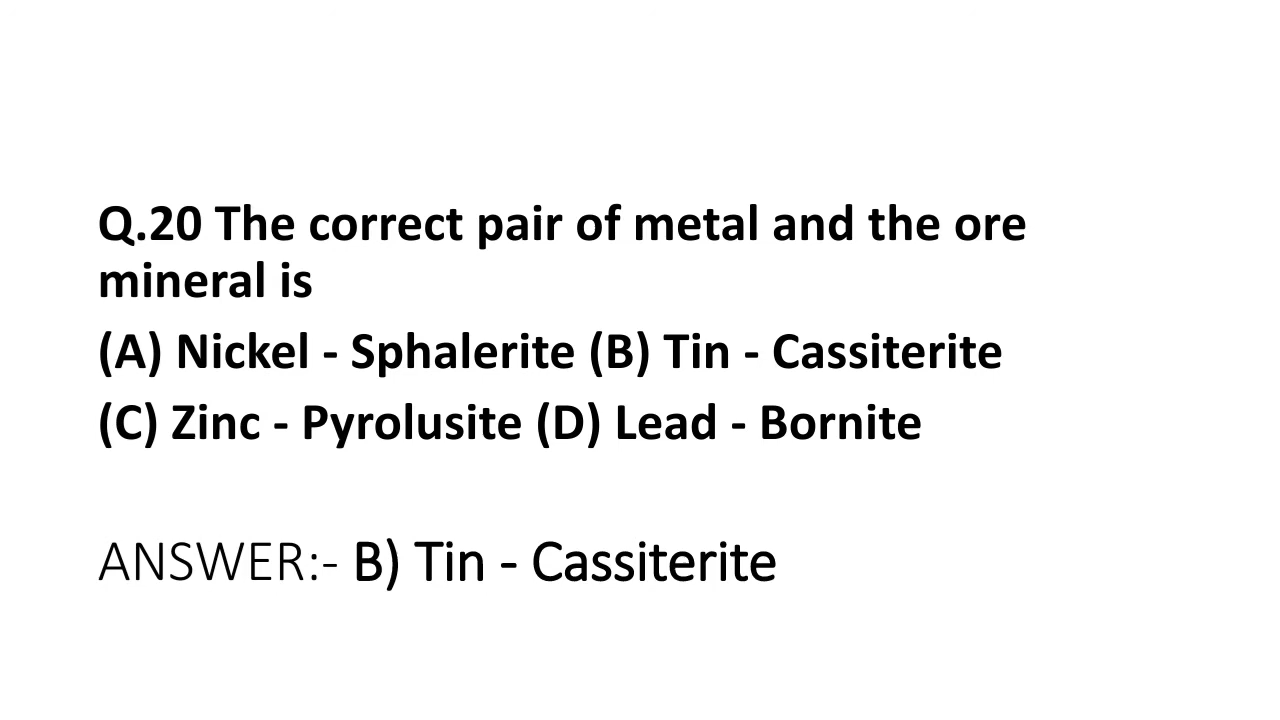 Q.20 The correct pair of metal and the ore
mineral is
(A) Nickel - Sphalerite (B) Tin - Cassiterite
(C) Zinc - Pyrolusite (D) Lead - Bornite
ANSWER:- B) Tin - Cassiterite